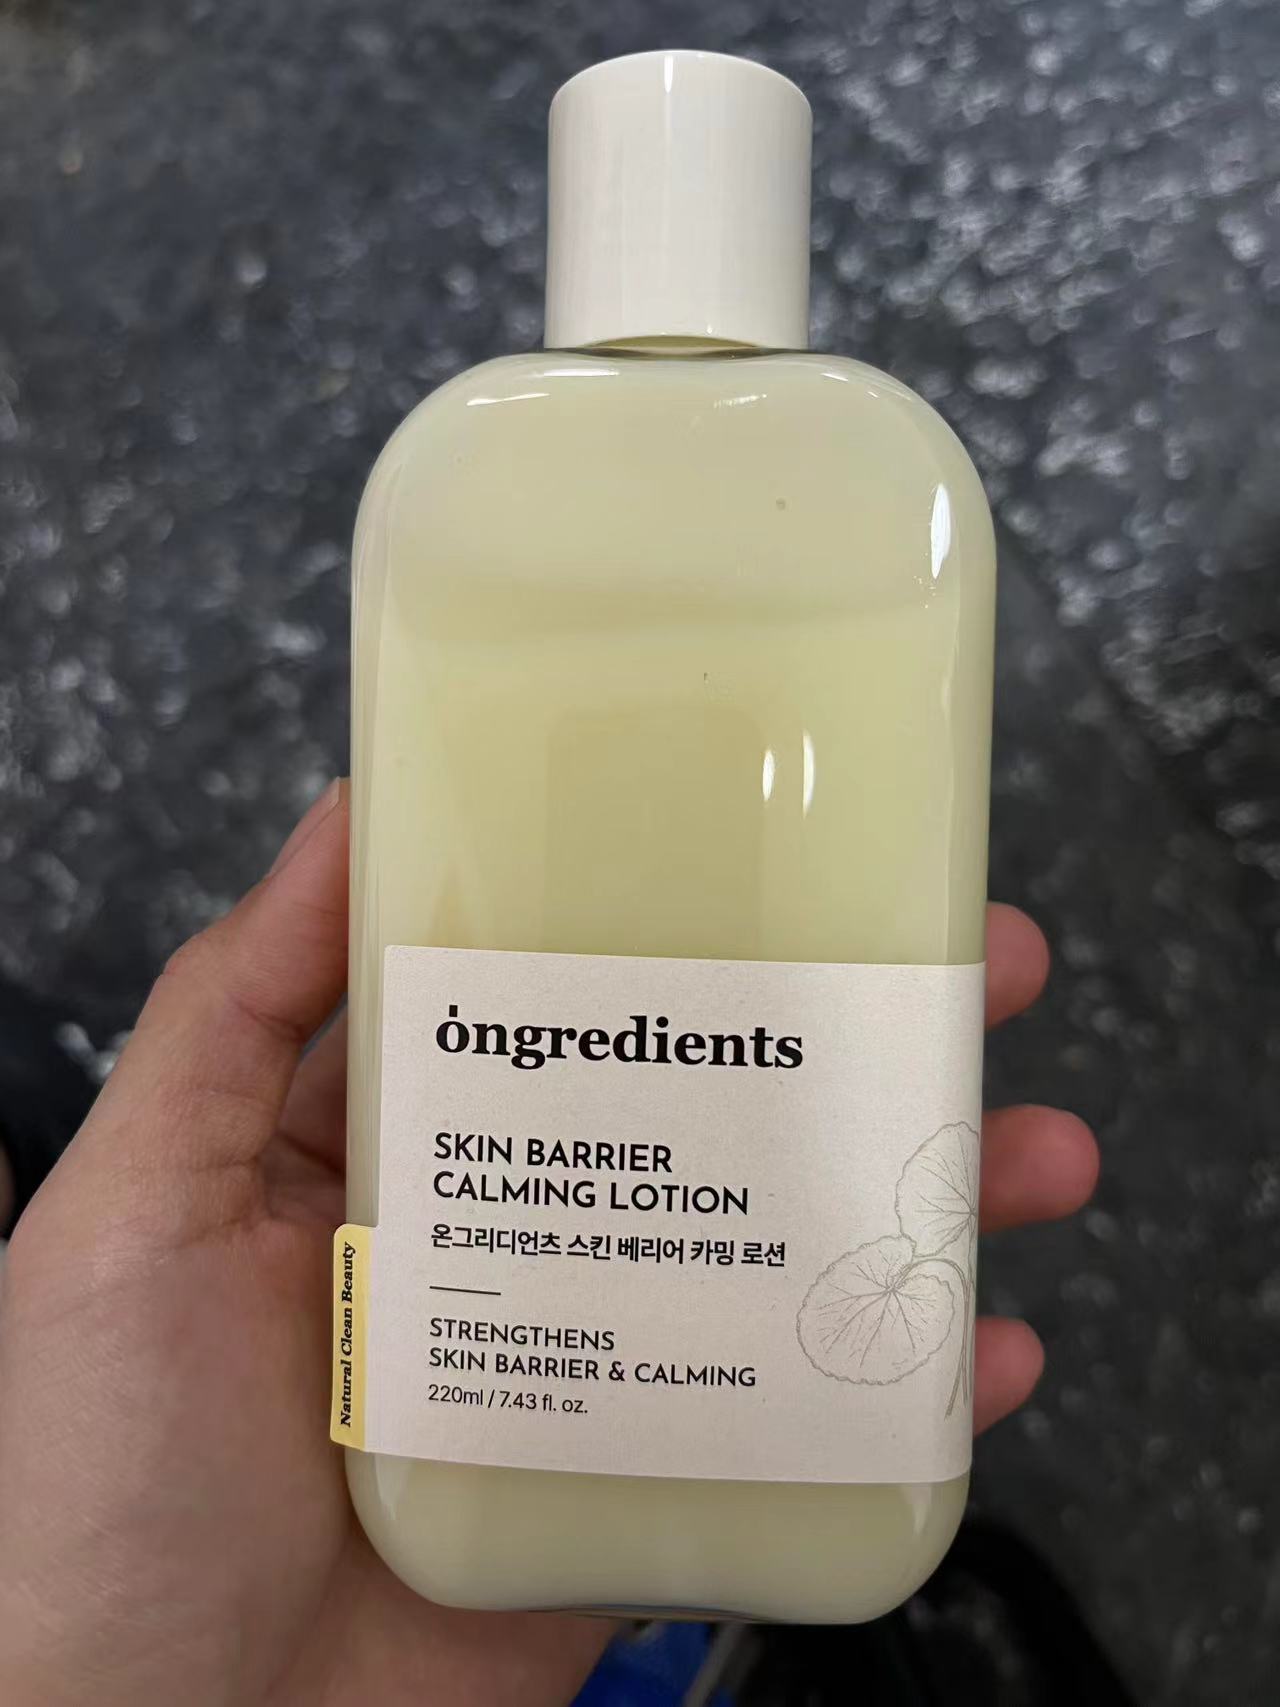 ongredients
SKIN BARRIER
CALMING LOTION
온그리디언츠 스킨 베리어 카밍 로션
STRENGTHENS
SKIN BARRIER & CALMING
220ml / 7.43 fl. oz.
Natural Clean Beauty